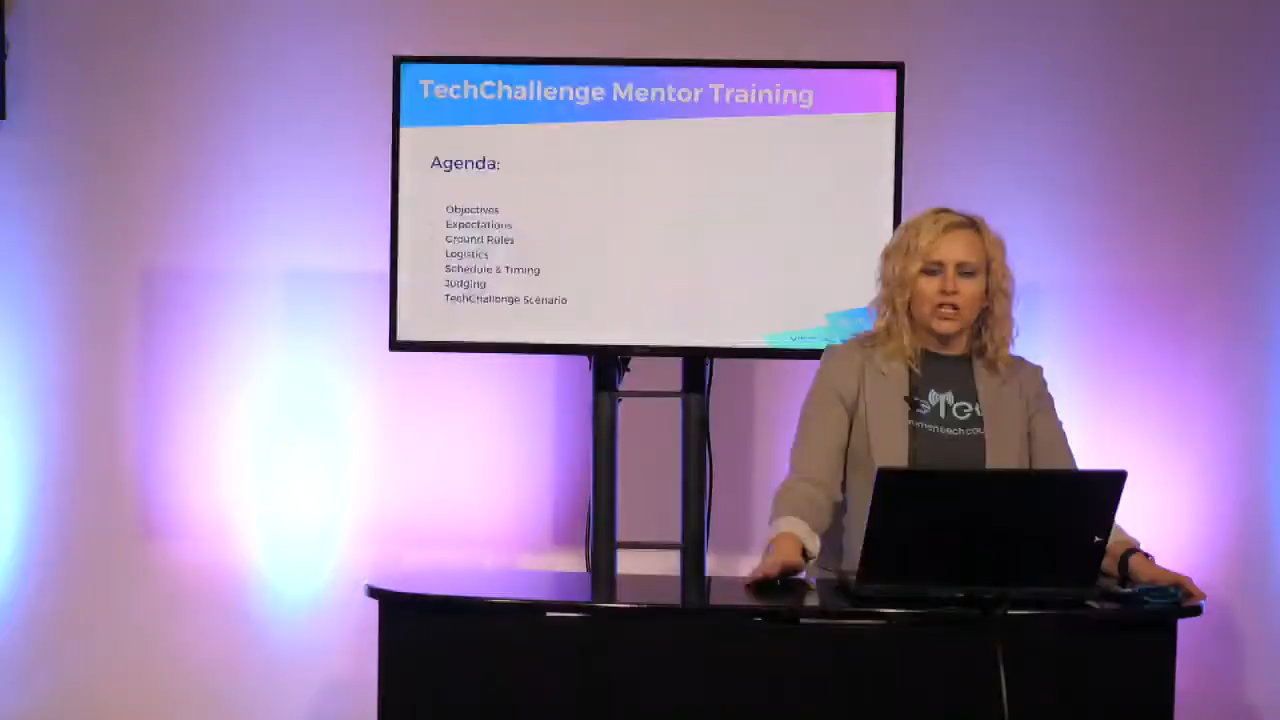 TechChallenge Mentor Training
Agenda:
Objectives
Expectations
Ground Rules
Logistics
Schedule & Timing
Judging
TechChallenge Scenario